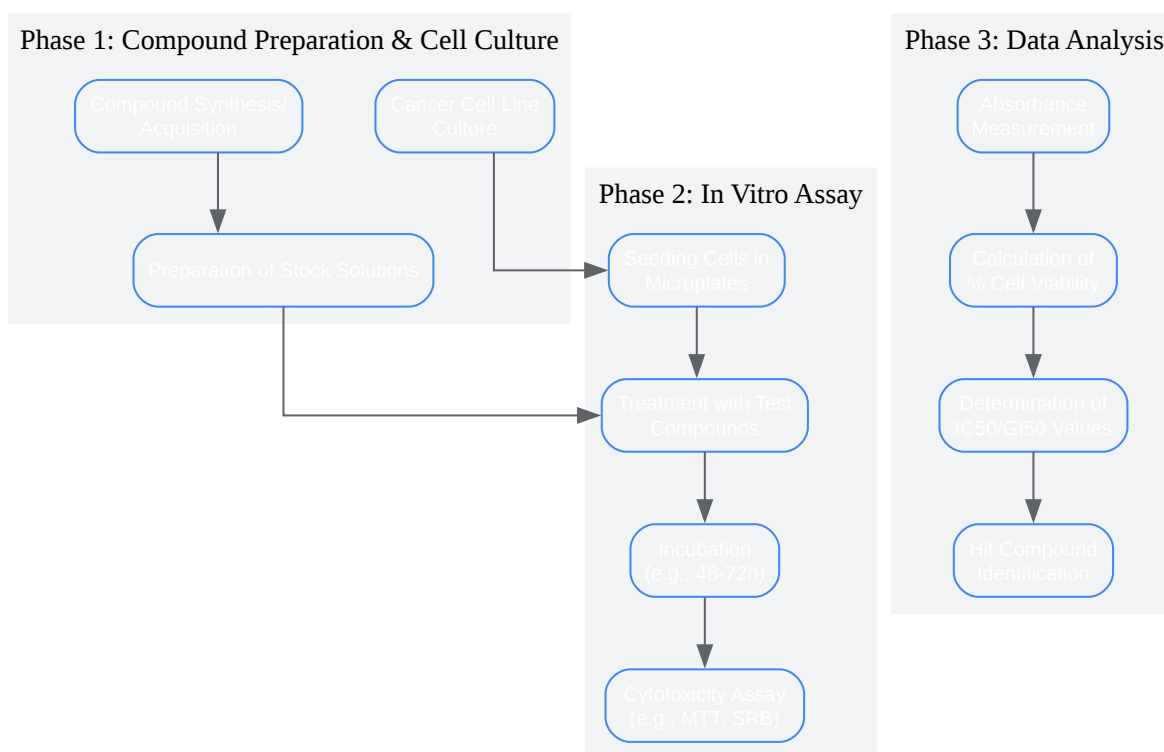 Phase 1: Compound Preparation & Cell Culture
Compound Synthesis/
Acquisition
Cancer Cell Line
Culture
Preparation of Stock Solutions
Phase 2: In Vitro Assay
Seeding Cells in
Microplates
Treatment with Test
Compounds
Incubation
(e.g., 48-72h)
Cytotoxicity Assay
(e.g., MTT, SRB)
Phase 3: Data Analysis
Absorbance
Measurement
Calculation of
% Cell Viability
Determination of
IC50/GI50 Values
Hit Compound
Identification